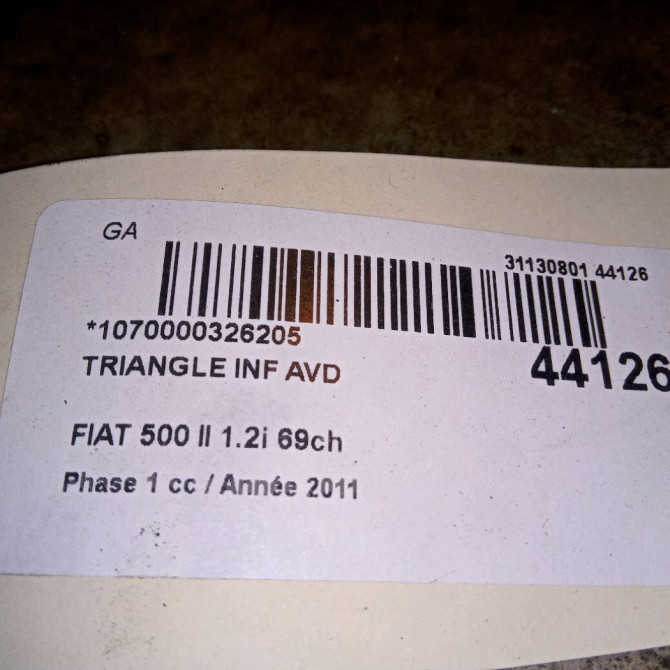 GA
31130801 44126
*1070000326205
44126
TRIANGLE INF AVD
FIAT 500 II 1.2i 69ch
Phase 1 cc / Année 2011